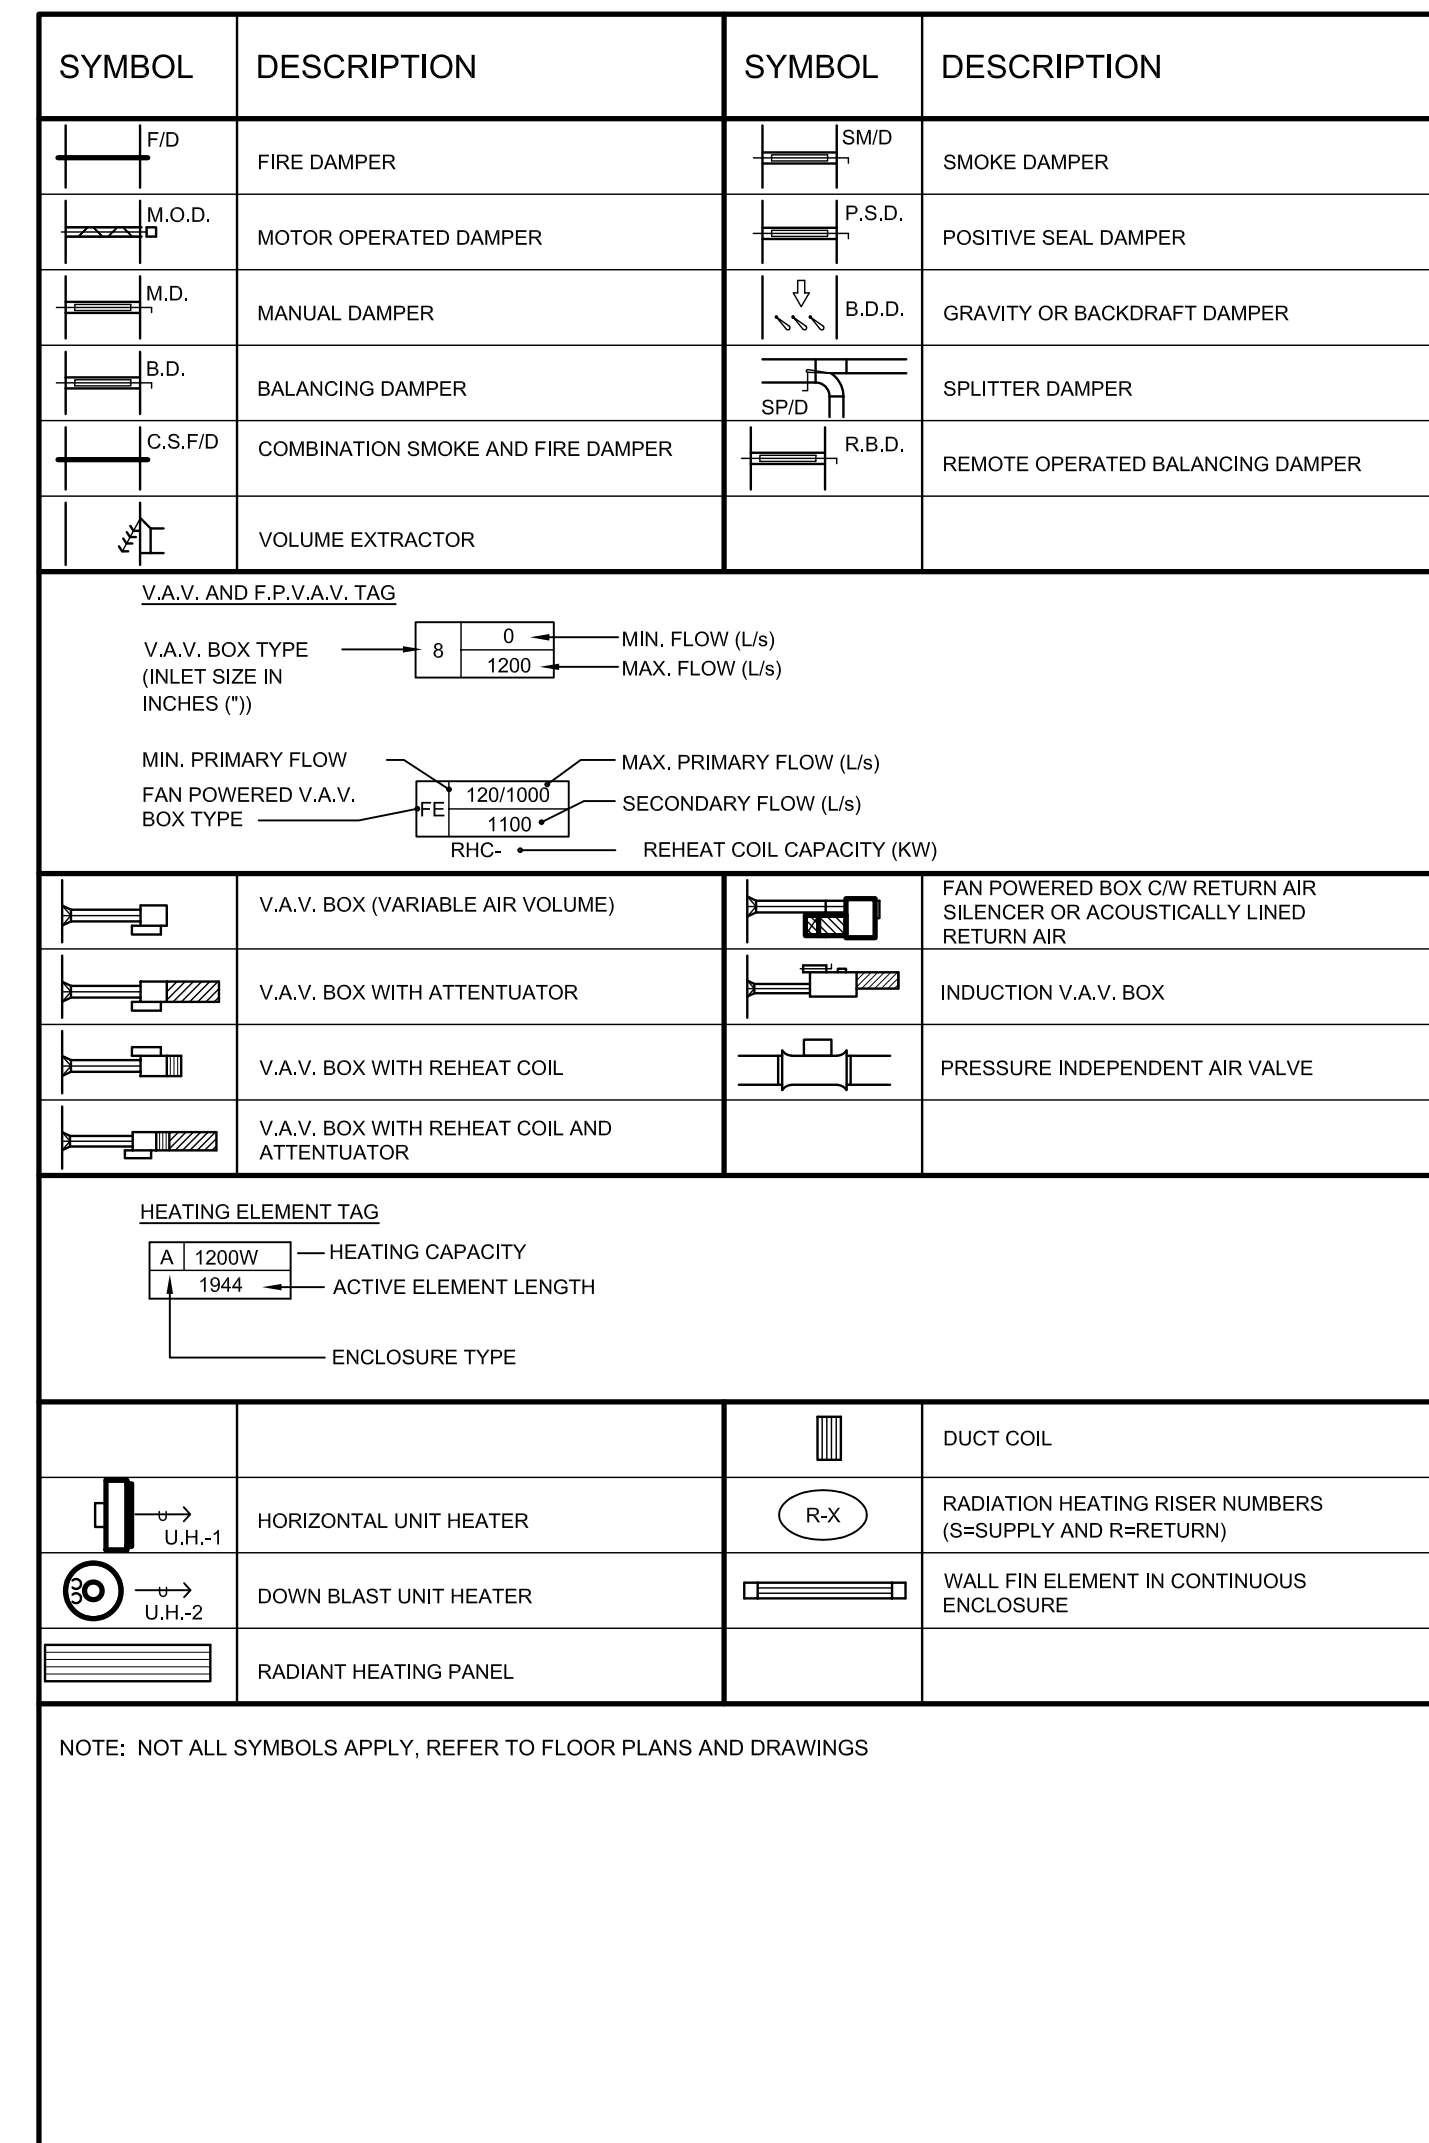 SYMBOL DESCRIPTION SYMBOL DESCRIPTION
F/D FIRE DAMPER SM/D SMOKE DAMPER
M.O.D. MOTOR OPERATED DAMPER P.S.D. POSITIVE SEAL DAMPER
M.D. MANUAL DAMPER B.D.D. GRAVITY OR BACKDRAFT DAMPER
B.D. BALANCING DAMPER SP/D SPLITTER DAMPER
C.S.F/D COMBINATION SMOKE AND FIRE DAMPER R.B.D. REMOTE OPERATED BALANCING DAMPER
VOLUME EXTRACTOR
V.A.V. AND F.P.V.A.V. TAG
V.A.V. BOX TYPE
(INLET SIZE IN
INCHES ("))
8
0
1200
MIN. FLOW (L/s)
MAX. FLOW (L/s)
MIN. PRIMARY FLOW
FAN POWERED V.A.V.
BOX TYPE
FE
120/1000
1100
RHC-
MAX. PRIMARY FLOW (L/s)
SECONDARY FLOW (L/s)
REHEAT COIL CAPACITY (KW)
V.A.V. BOX (VARIABLE AIR VOLUME)
FAN POWERED BOX C/W RETURN AIR
SILENCER OR ACOUSTICALLY LINED
RETURN AIR
V.A.V. BOX WITH ATTENTUATOR
INDUCTION V.A.V. BOX
V.A.V. BOX WITH REHEAT COIL
PRESSURE INDEPENDENT AIR VALVE
V.A.V. BOX WITH REHEAT COIL AND
ATTENTUATOR
HEATING ELEMENT TAG
A 1200W
1944
HEATING CAPACITY
ACTIVE ELEMENT LENGTH
ENCLOSURE TYPE
DUCT COIL
U.H.-1
HORIZONTAL UNIT HEATER
R-X
RADIATION HEATING RISER NUMBERS
(S=SUPPLY AND R=RETURN)
U.H.-2
DOWN BLAST UNIT HEATER
WALL FIN ELEMENT IN CONTINUOUS
ENCLOSURE
RADIANT HEATING PANEL
NOTE: NOT ALL SYMBOLS APPLY, REFER TO FLOOR PLANS AND DRAWINGS